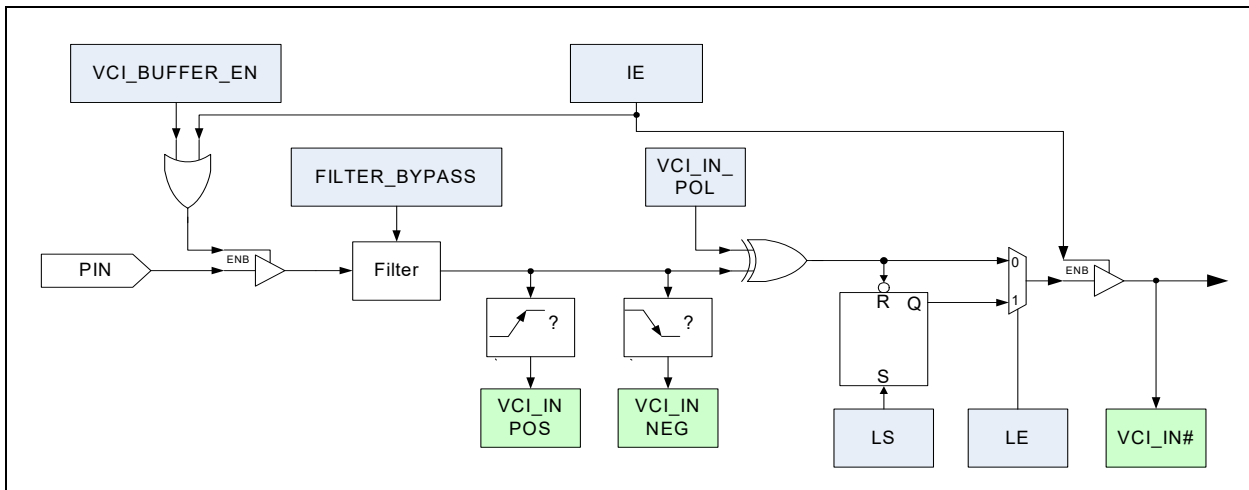 VCI_BUFFER_EN
IE
FILTER_BYPASS
VCI_IN_
POL
PIN
ENB
Filter
0
1
ENB
R
Q
S
?
?
VCI_IN
POS
VCI_IN
NEG
LS
LE
VCI_IN#